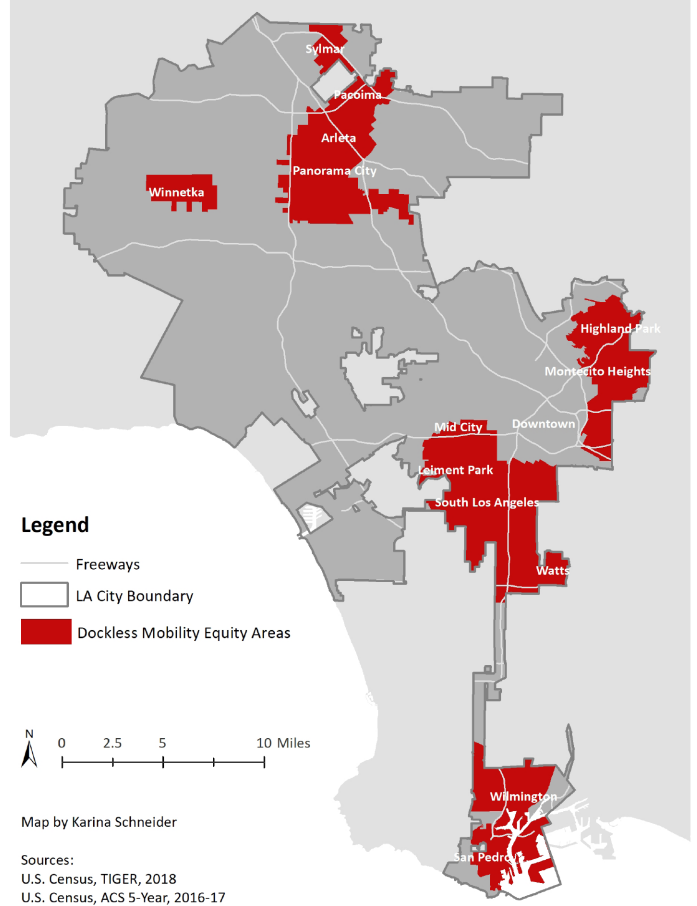 Sylmar
Pacoima
Arleta
Panorama City
Winnetka
Highland Park
Montecito Heights
Downtown
Mid City
Leimert Park
South Los Angeles
Watts
Legend
Freeways
LA City Boundary
Dockless Mobility Equity Areas
N
0 2.5 5 10 Miles
Wilmington
San Pedro
Map by Karina Schneider
Sources:
U.S. Census, TIGER, 2018
U.S. Census, ACS 5-Year, 2016-17